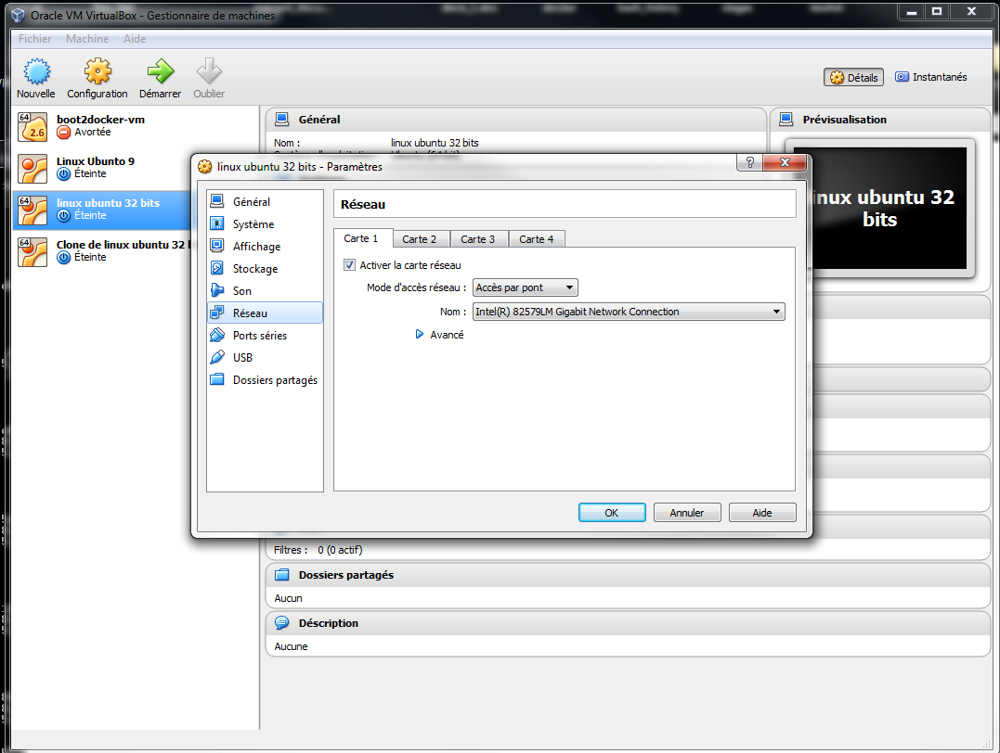 Oracle VM VirtualBox - Gestionnaire de machines
Fichier Machine Aide
Nouvelle Configuration Démarrer Oublier
Détails Instantanés
64 2.6 boot2docker-vm
Avortée
Linux Ubunto 9
Éteinte
64 linux ubuntu 32 bits
Éteinte
64 Clone de linux ubuntu 32 b
Éteinte
Général
Nom : linux ubuntu 32 bits
Prévisualisation
linux ubuntu 32
bits
linux ubuntu 32 bits - Paramètres
Général
Système
Affichage
Stockage
Son
Réseau
Ports séries
USB
Dossiers partagés
Réseau
Carte 1 Carte 2 Carte 3 Carte 4
Activer la carte réseau
Mode d'accès réseau : Accès par pont
Nom : Intel(R) 82579LM Gigabit Network Connection
Avancé
OK Annuler Aide
Filtres : 0 (0 actif)
Dossiers partagés
Aucun
Déscription
Aucune